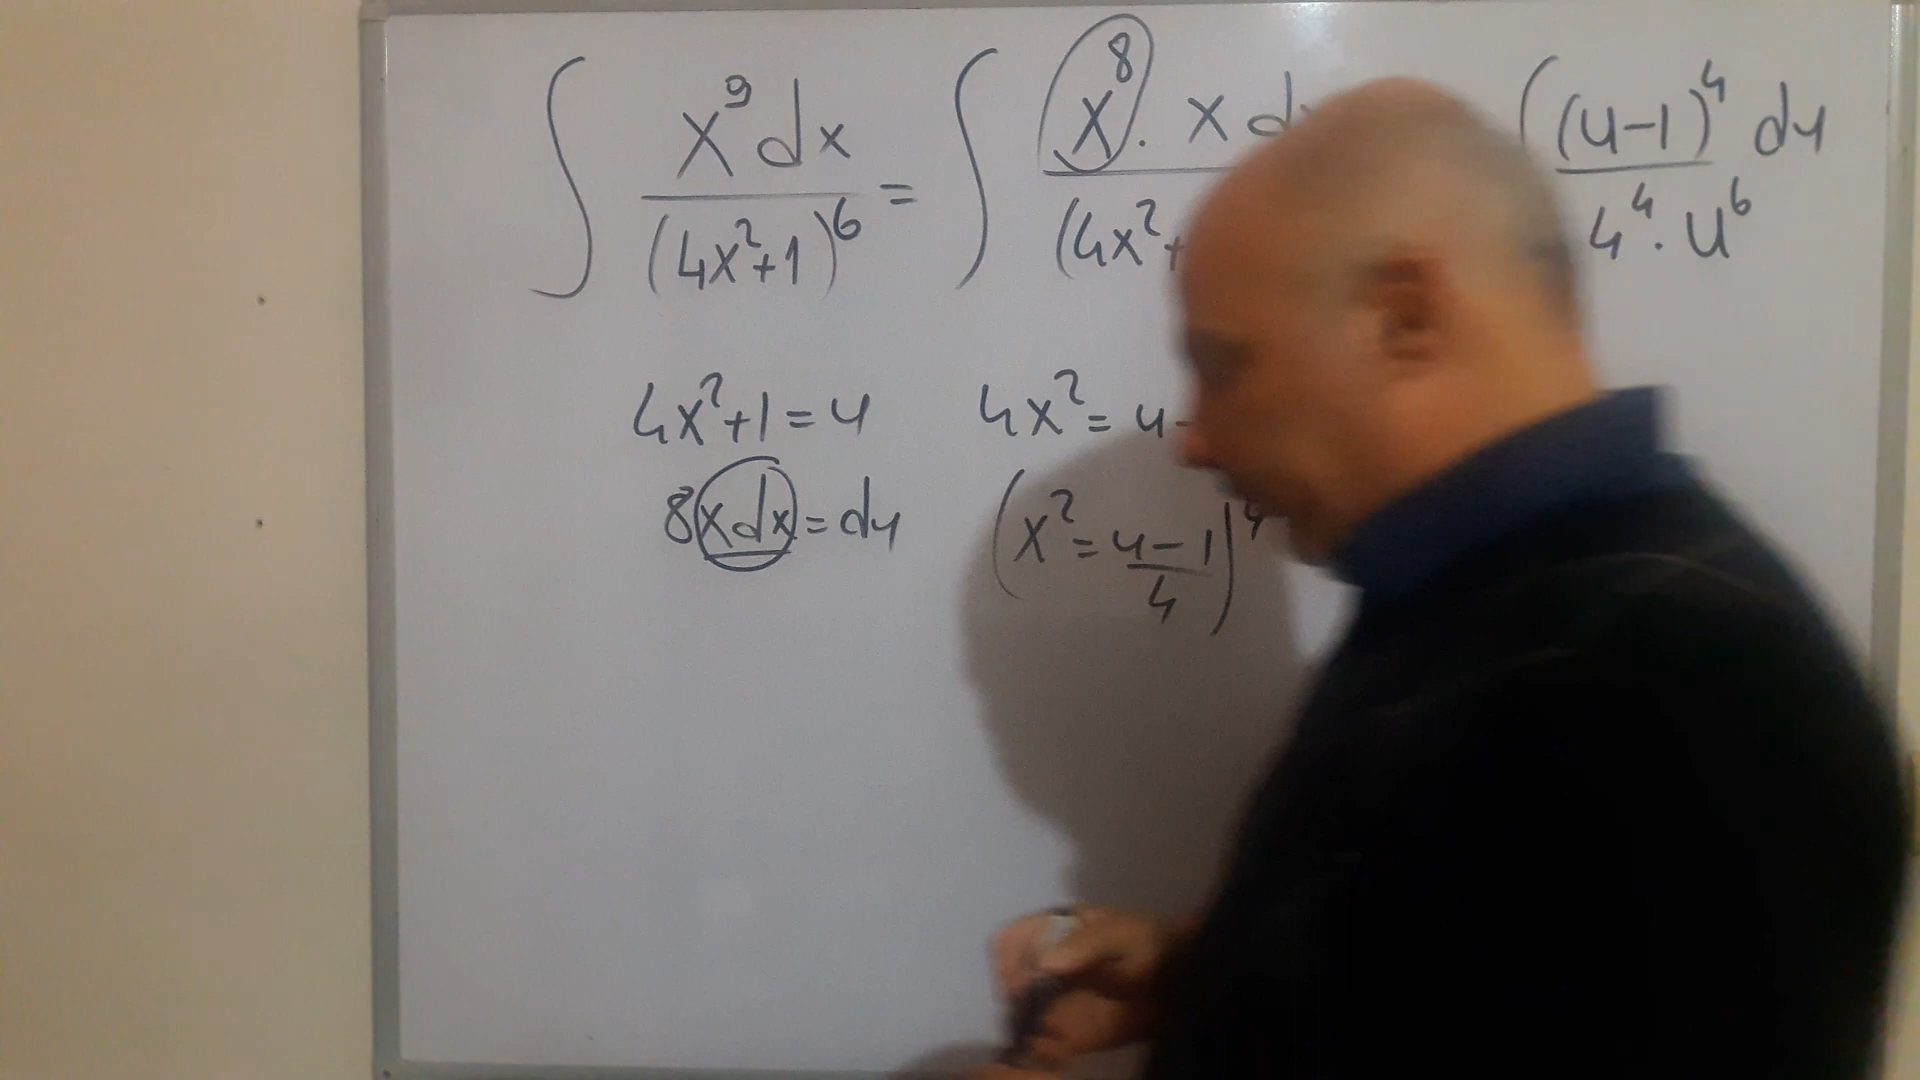 ∫ x⁹dx / (4x²+1)⁶ = ∫ x⁸ . x d / (4x²+ ∫ (u-1)⁴ du / 4⁴ . u⁶
4x²+1=u 4x²=u-
8xdx=du (x²=u-1/4)⁴